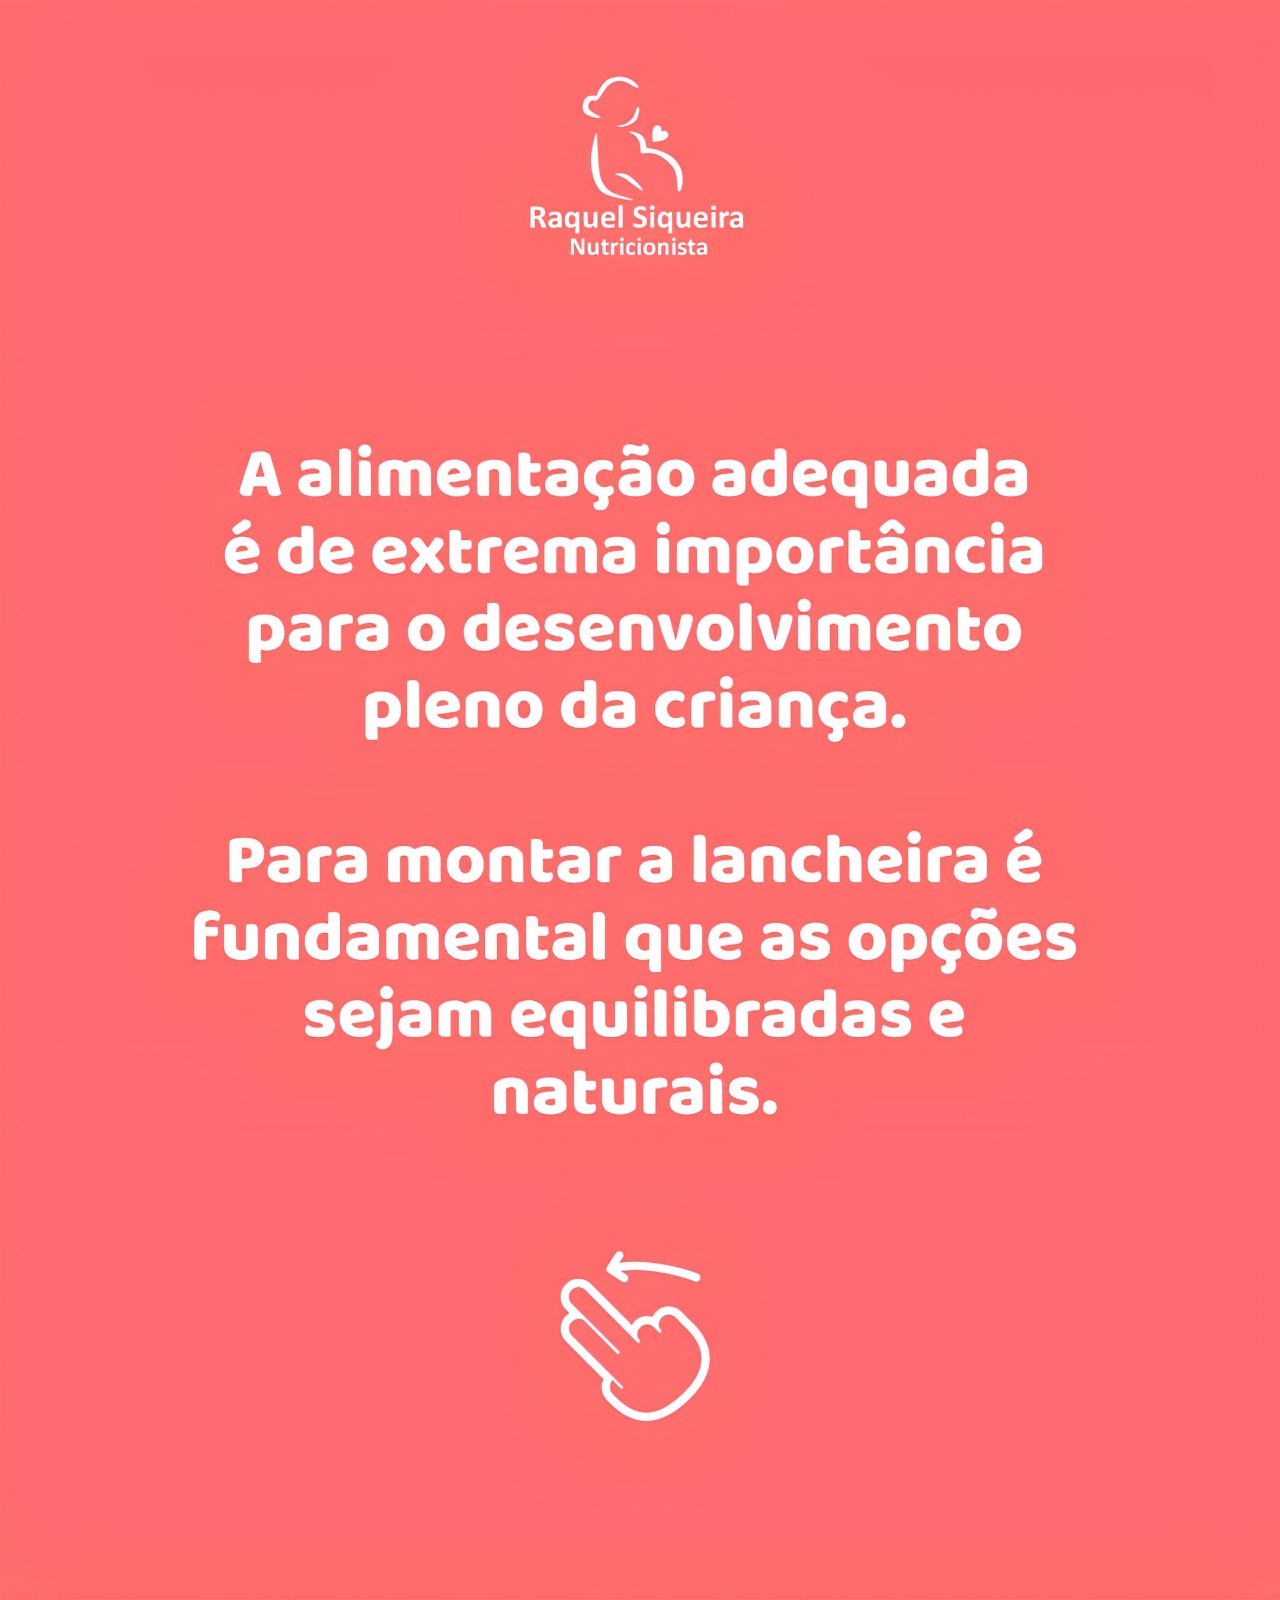 Raquel Siqueira
Nutricionista
A alimentação adequada
é de extrema importância
para o desenvolvimento
pleno da criança.
Para montar a lancheira é
fundamental que as opções
sejam equilibradas e
naturais.